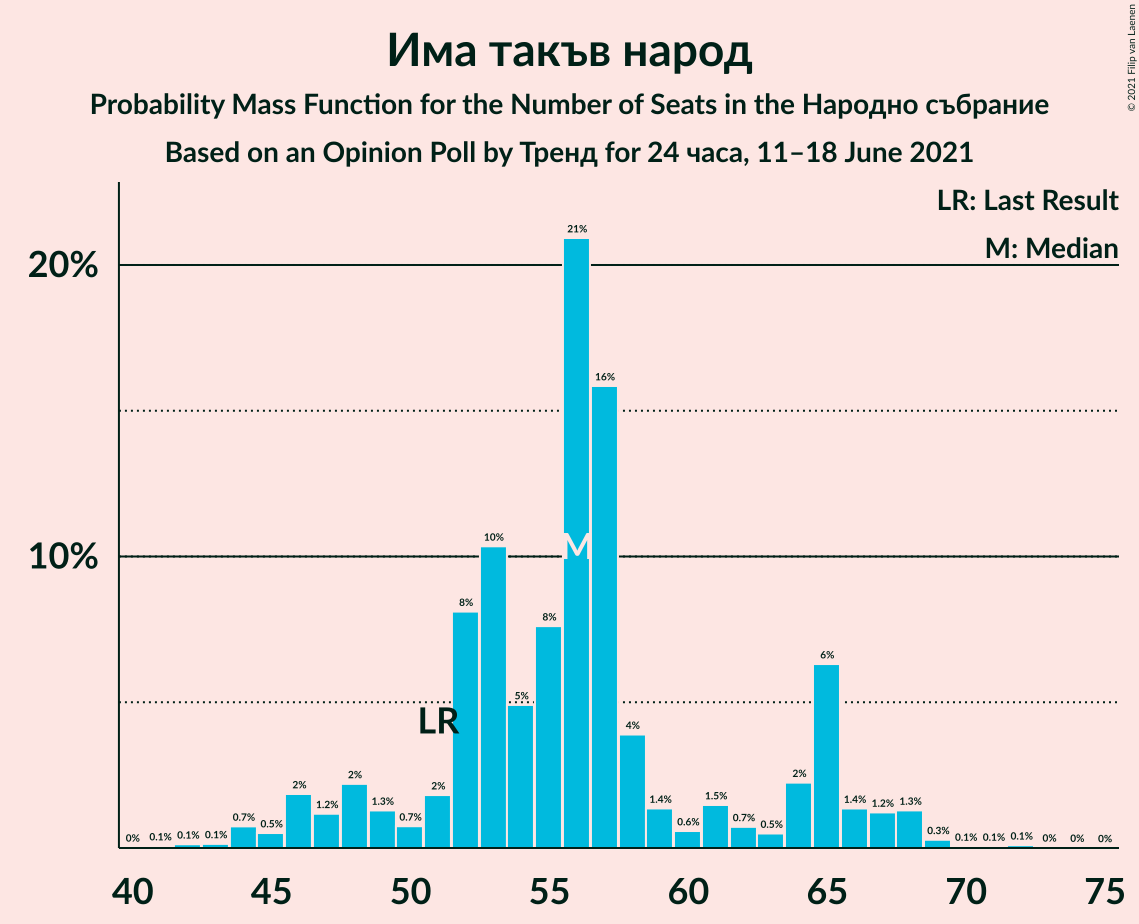 Има такъв народ
Probability Mass Function for the Number of Seats in the Народно събрание
Based on an Opinion Poll by Тренд for 24 часа, 11–18 June 2021
© 2021 Filip van Laenen
LR: Last Result
M: Median
20%
10%
LR
M
0% 0.1% 0.1% 0.1% 0.7% 0.5% 2% 1.2% 2% 1.3% 0.7% 2% 8% 10% 5% 8% 21% 16% 4% 1.4% 0.6% 1.5% 0.7% 0.5% 2% 6% 1.4% 1.2% 1.3% 0.3% 0.1% 0.1% 0.1% 0% 0% 0%
40 45 50 55 60 65 70 75